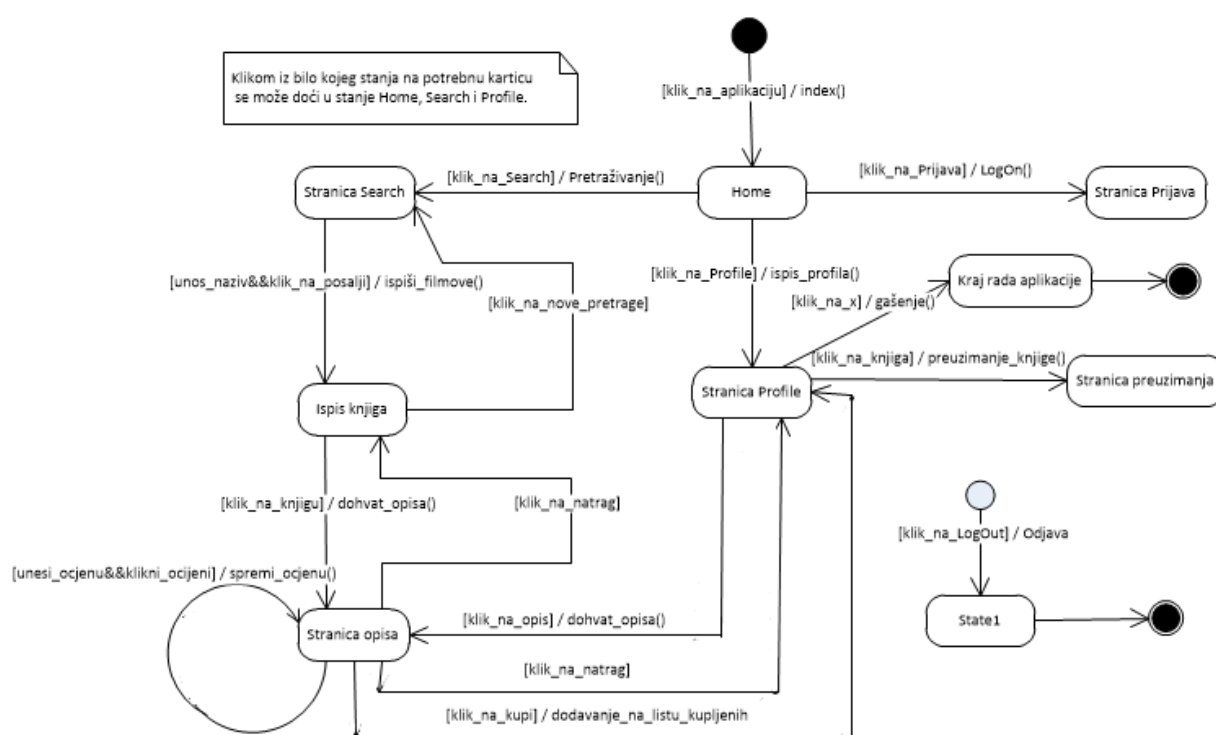 Klikom iz bilo kojeg stanja na potrebnu karticu
se može doći u stanje Home, Search i Profile.
[klik_na_aplikaciju] / index()
Stranica Search
[klik_na_Search] / Pretraživanje()
Home
[klik_na_Prijava] / LogOn()
Stranica Prijava
[unos_naziv&&klik_na_posalji] / ispiši_filmove()
[klik_na_nove_pretrage]
[klik_na_Profile] / ispis_profila()
[klik_na_x] / gašenje()
Kraj rada aplikacije
Ispis knjiga
Stranica Profile
[klik_na_knjiga] / preuzimanje_knjige()
Stranica preuzimanja
[klik_na_knjigu] / dohvat_opisa()
[klik_na_natrag]
[klik_na_LogOut] / Odjava
[unesi_ocjenu&&klikni_ocijeni] / spremi_ocjenu()
Stranica opisa
[klik_na_opis] / dohvat_opisa()
State1
[klik_na_natrag]
[klik_na_kupi] / dodavanje_na_listu_kupljenih